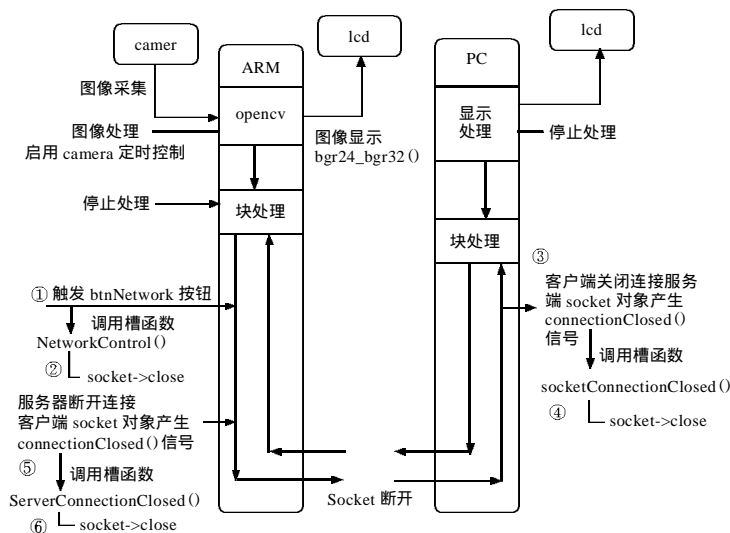 camer
lcd
lcd
ARM
PC
图像采集
opencv
显示
处理
图像处理
图像显示
停止处理
启用 camera 定时控制
bgr24_bgr32()
停止处理
块处理
块处理
③
客户端关闭连接服务
端 socket 对象产生
connectionClosed()
信号
① 触发 btnNetwork 按钮
调用槽函数
NetworkControl()
② socket->close
调用槽函数
socketConnectionClosed()
④ socket->close
服务器断开连接
客户端 socket 对象产生
connectionClosed()信号
⑤ 调用槽函数
ServerConnectionClosed()
⑥ socket->close
Socket 断开